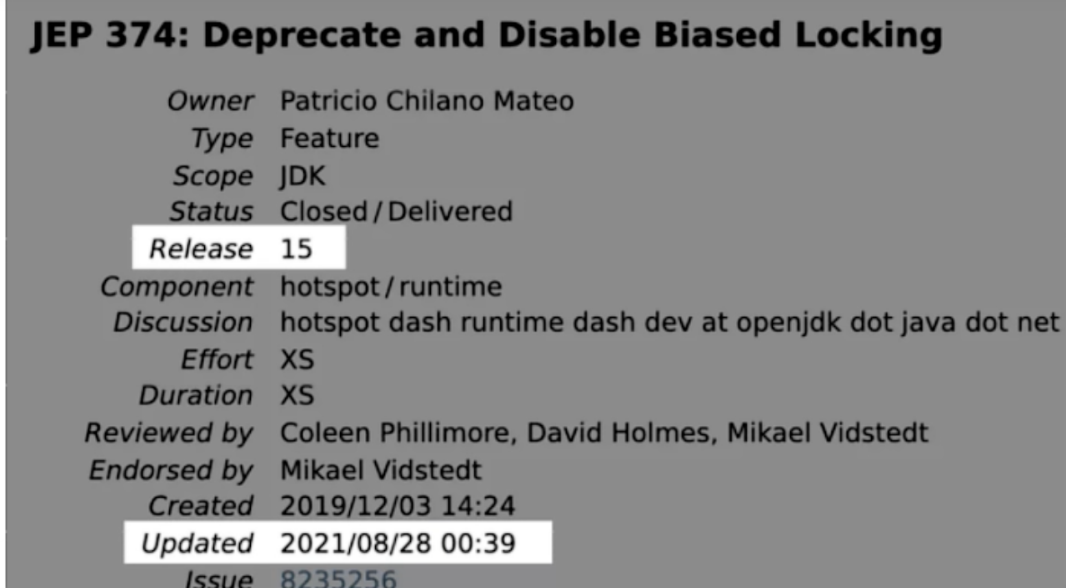 JEP 374: Deprecate and Disable Biased Locking
Owner Patricio Chilano Mateo
Type Feature
Scope JDK
Status Closed / Delivered
Release 15
Component hotspot / runtime
Discussion hotspot dash runtime dash dev at openjdk dot java dot net
Effort XS
Duration XS
Reviewed by Coleen Phillimore, David Holmes, Mikael Vidstedt
Endorsed by Mikael Vidstedt
Created 2019/12/03 14:24
Updated 2021/08/28 00:39
Issue 8235256